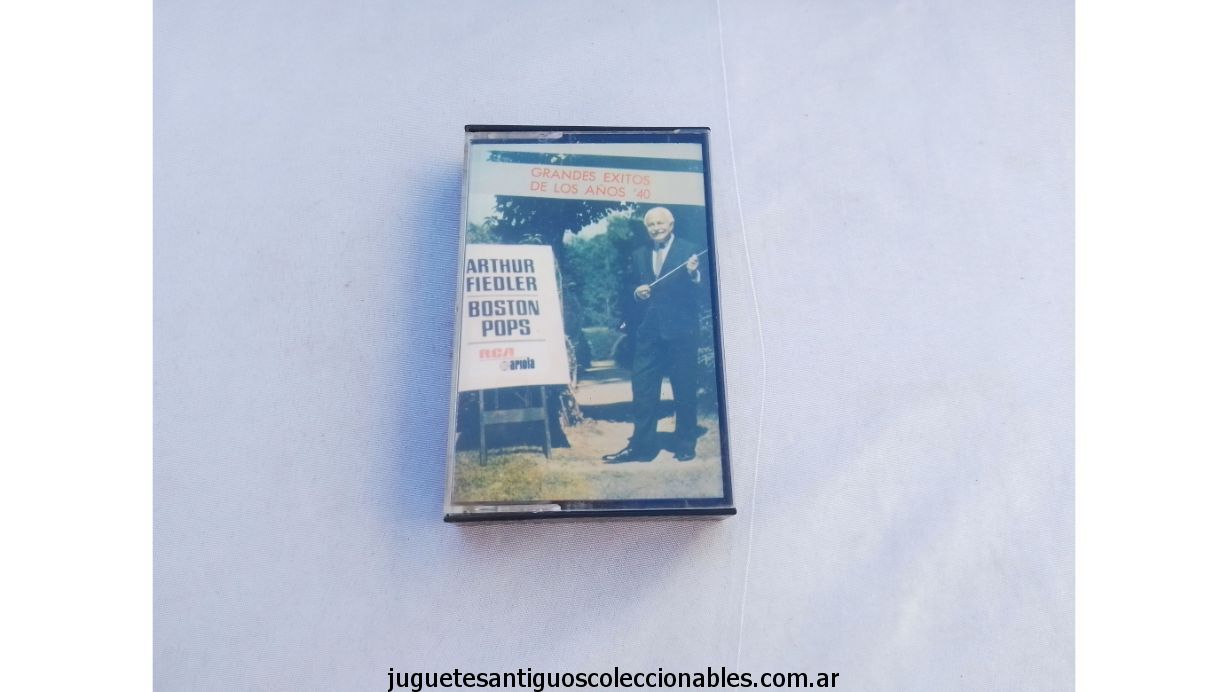 GRANDES EXITOS
DE LOS AÑOS '40
ARTHUR
FIEDLER
BOSTON
POPS
RCA
ariola
juguetesantiguoscoleccionables.com.ar